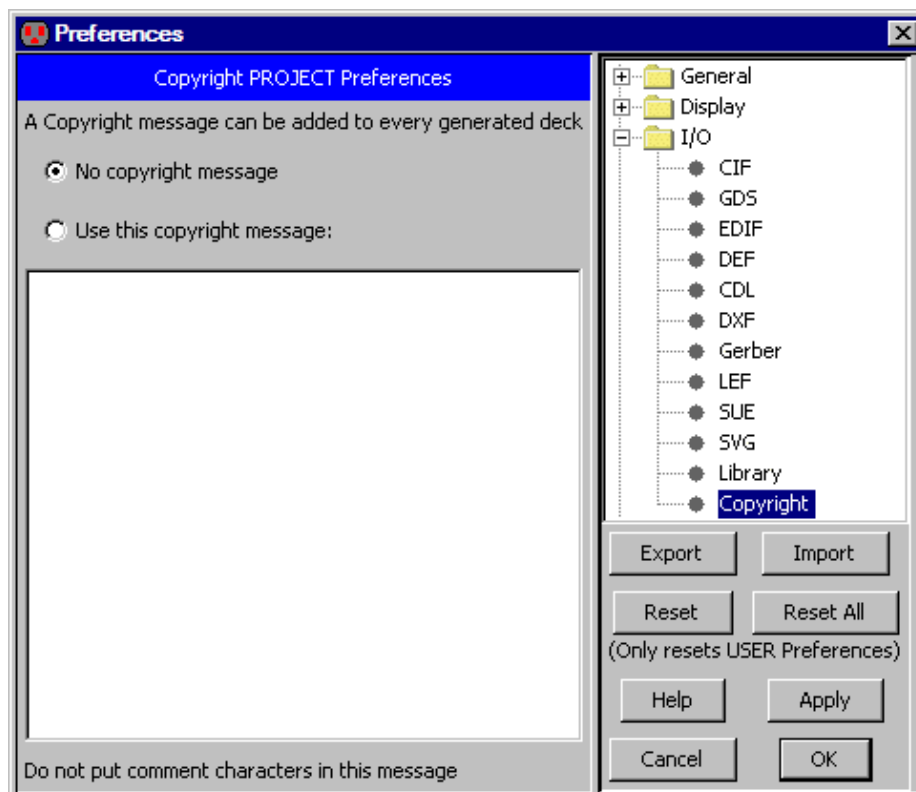 Preferences
Copyright PROJECT Preferences
A Copyright message can be added to every generated deck
No copyright message
Use this copyright message:
Do not put comment characters in this message
General
Display
I/O
CIF
GDS
EDIF
DEF
CDL
DXF
Gerber
LEF
SUE
SVG
Library
Copyright
Export Import
Reset Reset All
(Only resets USER Preferences)
Help Apply
Cancel OK